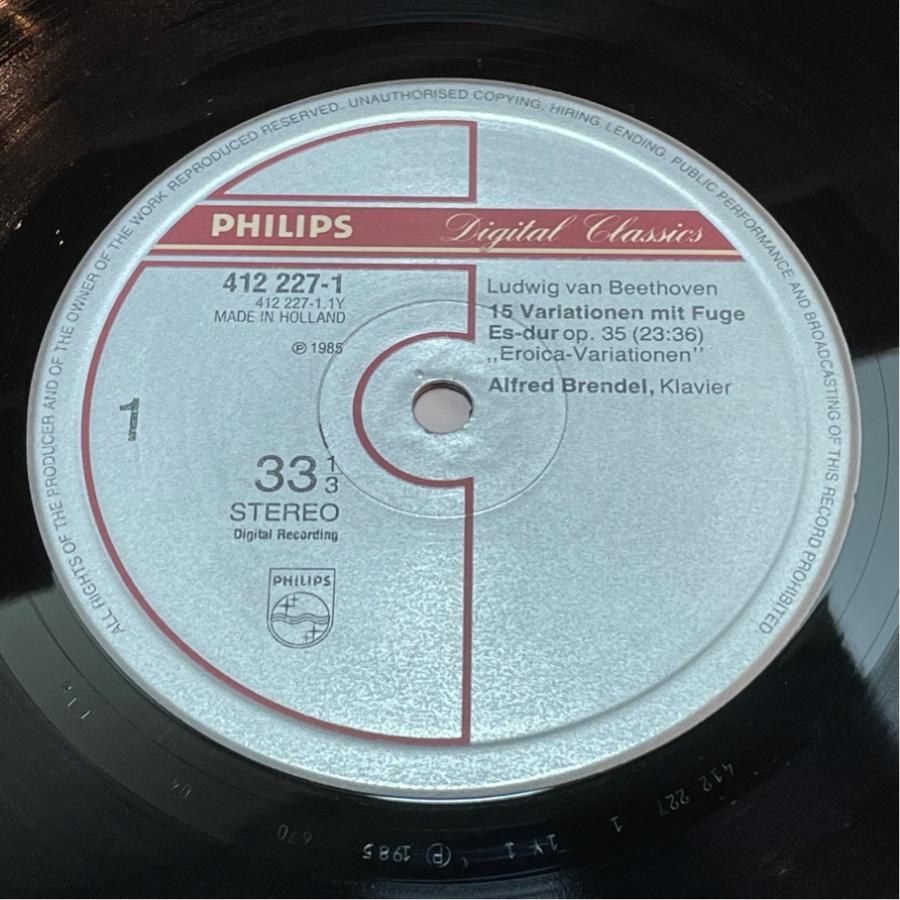 ALL RIGHTS OF THE PRODUCER AND OF THE OWNER OF THE WORK REPRODUCED RESERVED. UNAUTHORISED COPYING, HIRING, LENDING, PUBLIC PERFORMANCE AND BROADCASTING OF THIS RECORD PROHIBITED.
PHILIPS Digital Classics
412 227-1
412 227-1.1Y
MADE IN HOLLAND
℗ 1985
1
33 1/3
STEREO
Digital Recording
PHILIPS
Ludwig van Beethoven
15 Variationen mit Fuge
Es-dur op. 35 (23:36)
„Eroica-Variationen”
Alfred Brendel, Klavier
412 227 1 1Y 1 ℗ 1985 670 04